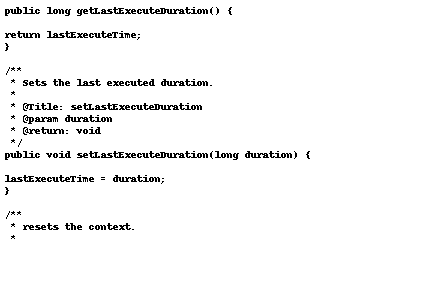 public long getLastExecuteDuration() {

return lastExecuteTime;
}

/**
 * Sets the last executed duration.
 *
 * @Title: setLastExecuteDuration
 * @param duration
 * @return: void
 */
public void setLastExecuteDuration(long duration) {

lastExecuteTime = duration;
}

/**
 * resets the context.
 *